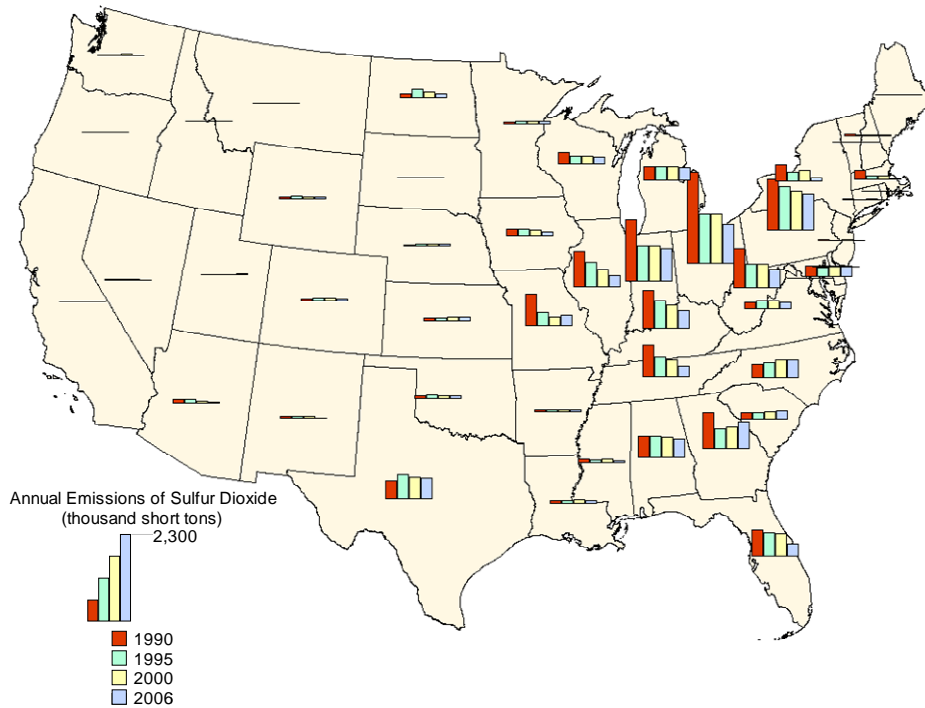 Annual Emissions of Sulfur Dioxide
(thousand short tons)
2,300
1990
1995
2000
2006